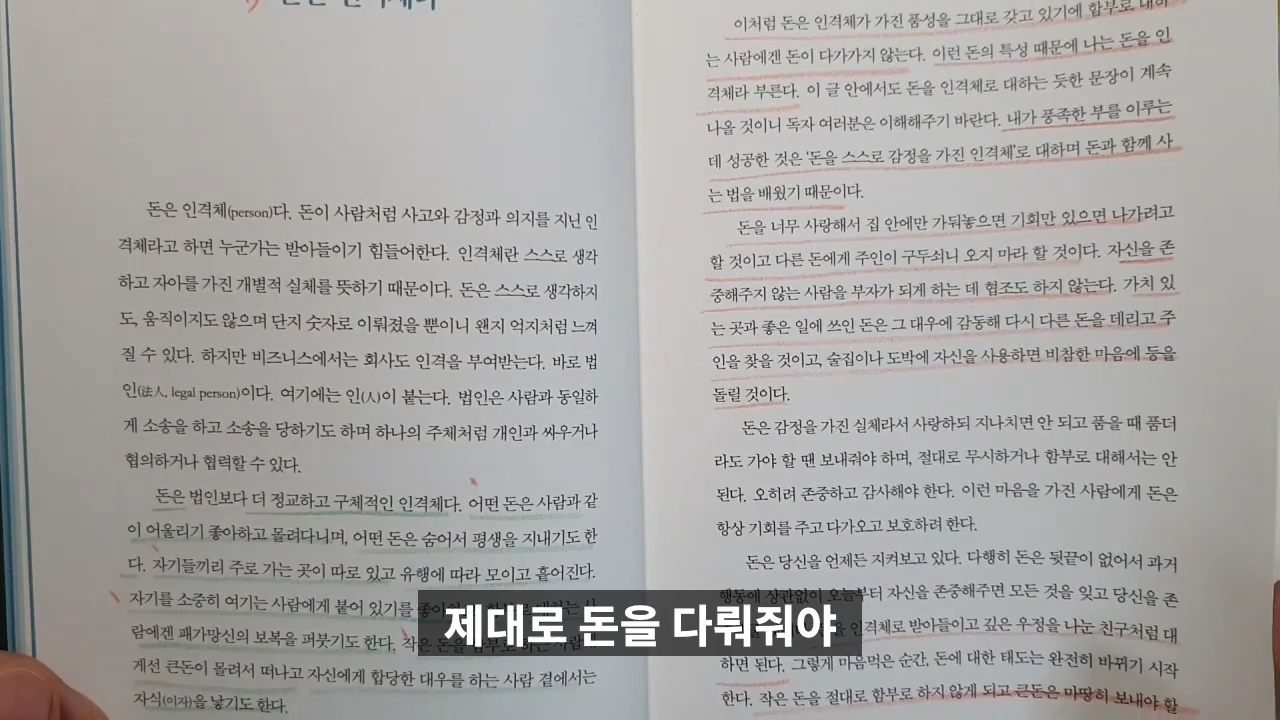 돈은 인격체다
돈은 인격체(person)다. 돈이 사람처럼 사고와 감정과 의지를 지닌 인
격체라고 하면 누군가는 받아들이기 힘들어한다. 인격체란 스스로 생각
하고 자아를 가진 개별적 실체를 뜻하기 때문이다. 돈은 스스로 생각하지
도, 움직이지도 않으며 단지 숫자로 이뤄졌을 뿐이니 왠지 억지처럼 느껴
질 수 있다. 하지만 비즈니스에서는 회사도 인격을 부여받는다. 바로 법
인(法人, legal person)이다. 여기에는 인(人)이 붙는다. 법인은 사람과 동일하
게 소송을 하고 소송을 당하기도 하며 하나의 주체처럼 개인과 싸우거나
협의하거나 협력할 수 있다.
돈은 법인보다 더 정교하고 구체적인 인격체다. 어떤 돈은 사람과 같
이 어울리기 좋아하고 몰려다니며, 어떤 돈은 숨어서 평생을 지내기도 한
다. 자기들끼리 주로 가는 곳이 따로 있고 유행에 따라 모이고 흩어진다.
자기를 소중히 여기는 사람에게 붙어 있기를
람에겐 패가망신의 보복을 퍼붓기도 한다. 작은
게선 큰돈이 몰려서 떠나고 자신에게 합당한 대우를 하는 사람 곁에서는
자식(이자)을 낳기도 한다.
이처럼 돈은 인격체가 가진 품성을 그대로 갖고 있기에 함부로 대하
는 사람에겐 돈이 다가가지 않는다. 이런 돈의 특성 때문에 나는 돈을 인
격체라 부른다. 이 글 안에서도 돈을 인격체로 대하는 듯한 문장이 계속
나올 것이니 독자 여러분은 이해해주기 바란다. 내가 풍족한 부를 이루는
데 성공한 것은 ‘돈을 스스로 감정을 가진 인격체’로 대하며 돈과 함께 사
는 법을 배웠기 때문이다.
돈을 너무 사랑해서 집 안에만 가둬놓으면 기회만 있으면 나가려고
할 것이고 다른 돈에게 주인이 구두쇠니 오지 마라 할 것이다. 자신을 존
중해주지 않는 사람을 부자가 되게 하는 데 협조도 하지 않는다. 가치 있
는 곳과 좋은 일에 쓰인 돈은 그 대우에 감동해 다시 다른 돈을 데리고 주
인을 찾을 것이고, 술집이나 도박에 자신을 사용하면 비참한 마음에 등을
돌릴 것이다.
돈은 감정을 가진 실체라서 사랑하되 지나치면 안 되고 품을 때 품더
라도 가야 할 땐 보내줘야 하며, 절대로 무시하거나 함부로 대해서는 안
된다. 오히려 존중하고 감사해야 한다. 이런 마음을 가진 사람에게 돈은
항상 기회를 주고 다가오고 보호하려 한다.
돈은 당신을 언제든 지켜보고 있다. 다행히 돈은 뒷끝이 없어서 과거
행동에 상관없이 오늘부터 자신을 존중해주면 모든 것을 잊고 당신을 존
인격체로 받아들이고 깊은 우정을 나눈 친구처럼 대
하면 된다. 그렇게 마음먹은 순간, 돈에 대한 태도는 완전히 바뀌기 시작
한다. 작은 돈을 절대로 함부로 하지 않게 되고 큰돈은 마땅히 보내야 할
제대로 돈을 다뤄줘야